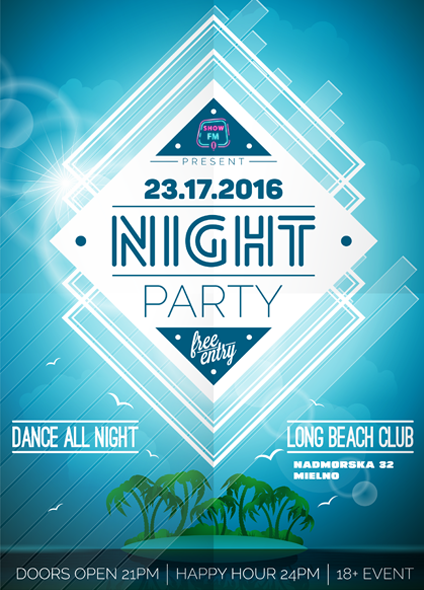 SHOW
FM
PRESENT
23.17.2016
NIGHT
PARTY
free
entry
DANCE ALL NIGHT
LONG BEACH CLUB
NADMORSKA 32
MIELNO
DOORS OPEN 21PM | HAPPY HOUR 24PM | 18+ EVENT